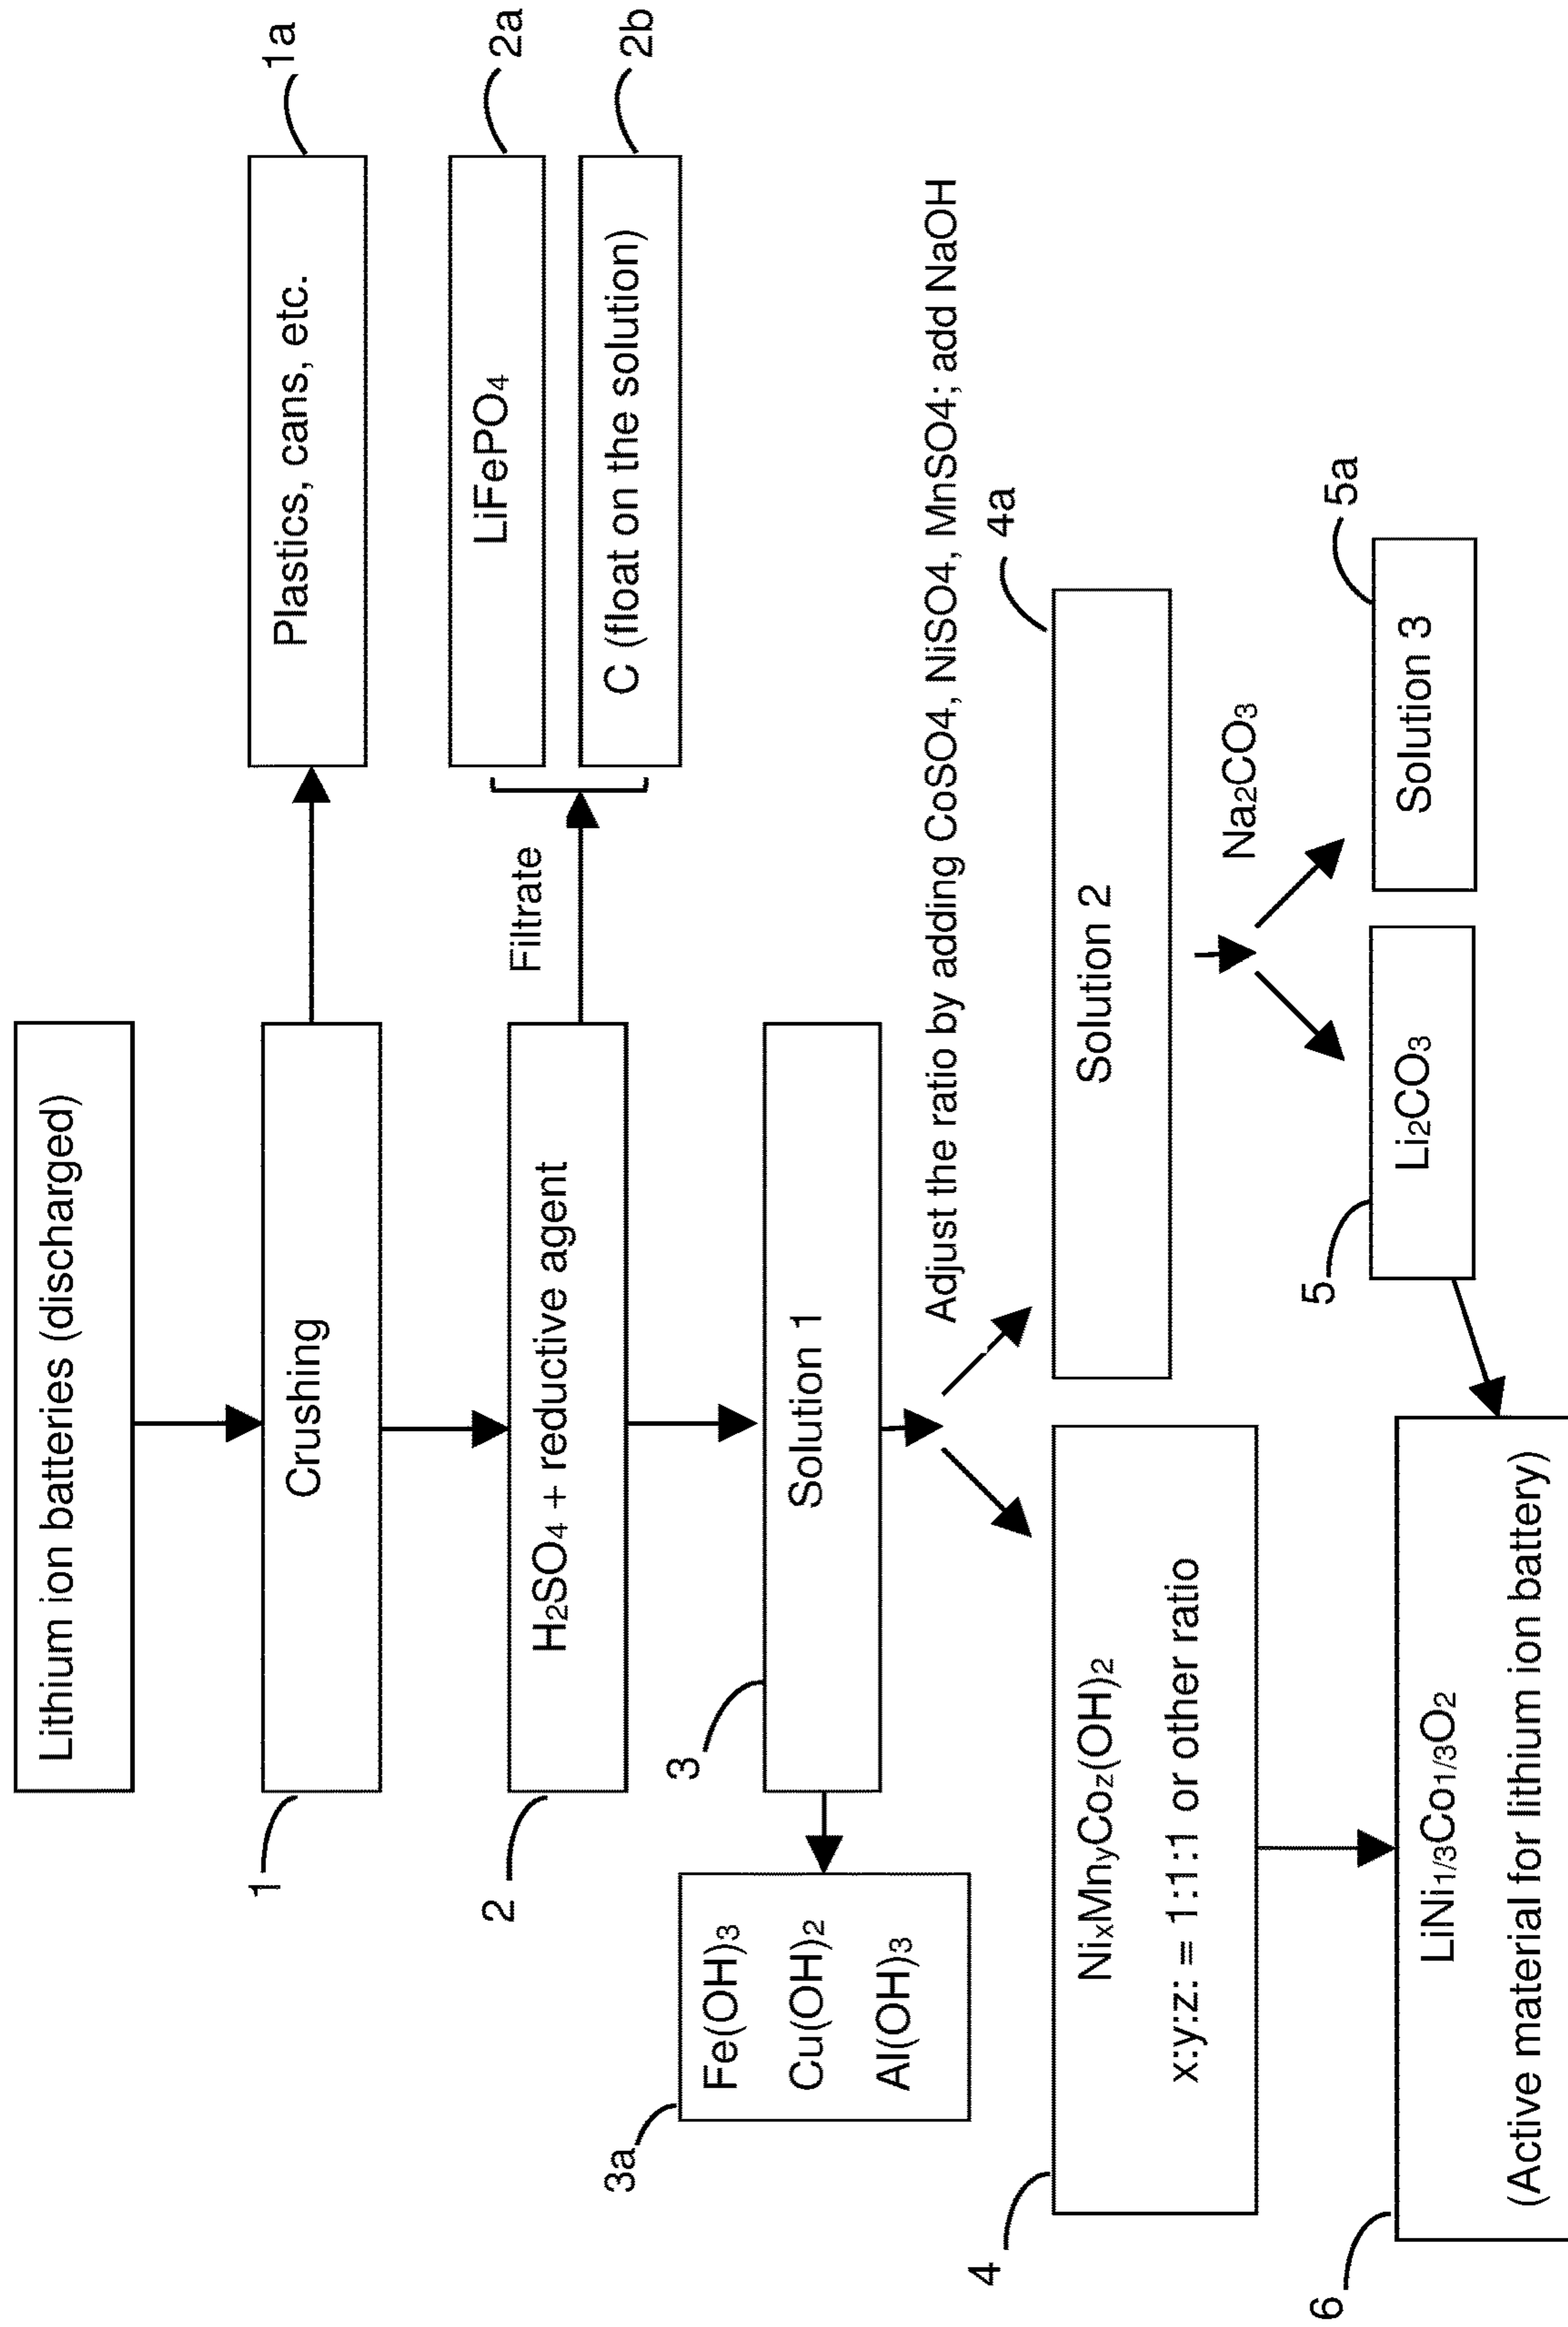 Lithium ion batteries (discharged)
1
Crushing
Plastics, cans, etc.
1a
2
H₂SO₄ + reductive agent
Filtrate
LiFePO₄
2a
C (float on the solution)
2b
3
Solution 1
3a
Fe(OH)₃
Cu(OH)₂
Al(OH)₃
Adjust the ratio by adding CoSO4, NiSO4, MnSO4; add NaOH
4
NiₓMnᵧCo_z(OH)₂
x:y:z: = 1:1:1 or other ratio
Solution 2
4a
Na₂CO₃
5
Li₂CO₃
Solution 3
5a
6
LiNi₁/₃Co₁/₃O₂
(Active material for lithium ion battery)